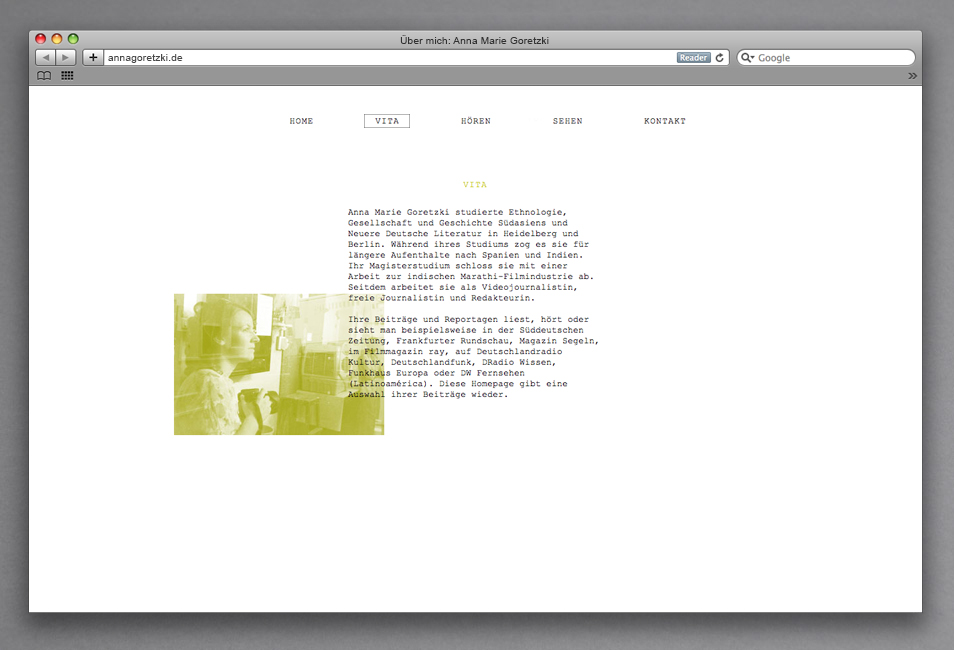 Über mich: Anna Marie Goretzki
annagoretzki.de
Reader
Google
HOME
VITA
HÖREN
SEHEN
KONTAKT
VITA
Anna Marie Goretzki studierte Ethnologie,
Gesellschaft und Geschichte Südasiens und
Neuere Deutsche Literatur in Heidelberg und
Berlin. Während ihres Studiums zog es sie für
längere Aufenthalte nach Spanien und Indien.
Ihr Magisterstudium schloss sie mit einer
Arbeit zur indischen Marathi-Filmindustrie ab.
Seitdem arbeitet sie als Videojournalistin,
freie Journalistin und Redakteurin.
Ihre Beiträge und Reportagen liest, hört oder
sieht man beispielsweise in der Süddeutschen
Zeitung, Frankfurter Rundschau, Magazin Segeln,
im Filmmagazin ray, auf Deutschlandradio
Kultur, Deutschlandfunk, DRadio Wissen,
Funkhaus Europa oder DW Fernsehen
(Latinoamérica). Diese Homepage gibt eine
Auswahl ihrer Beiträge wieder.